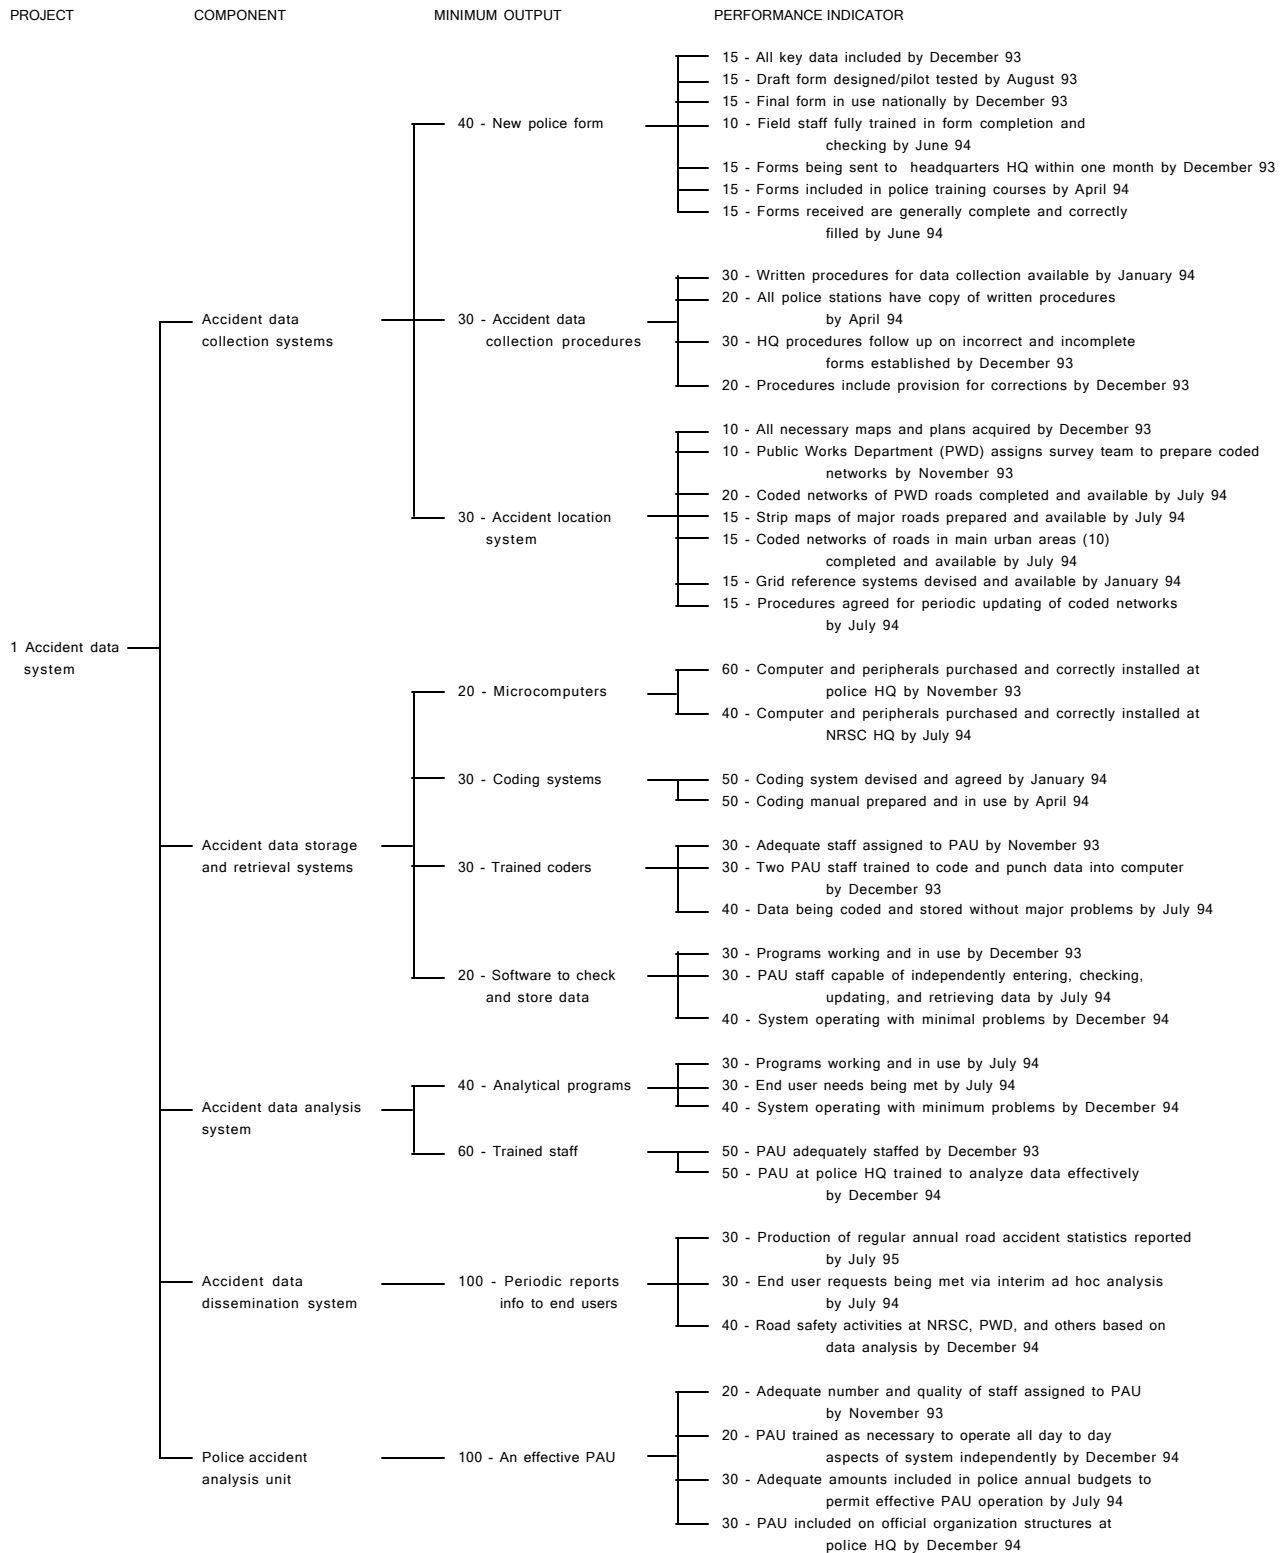 PROJECT COMPONENT MINIMUM OUTPUT PERFORMANCE INDICATOR
15 - All key data included by December 93
15 - Draft form designed/pilot tested by August 93
15 - Final form in use nationally by December 93
40 - New police form
10 - Field staff fully trained in form completion and
checking by June 94
15 - Forms being sent to headquarters HQ within one month by December 93
15 - Forms included in police training courses by April 94
15 - Forms received are generally complete and correctly
filled by June 94
30 - Written procedures for data collection available by January 94
20 - All police stations have copy of written procedures
by April 94
Accident data
collection systems
30 - Accident data
collection procedures
30 - HQ procedures follow up on incorrect and incomplete
forms established by December 93
20 - Procedures include provision for corrections by December 93
10 - All necessary maps and plans acquired by December 93
10 - Public Works Department (PWD) assigns survey team to prepare coded
networks by November 93
20 - Coded networks of PWD roads completed and available by July 94
30 - Accident location
system
15 - Strip maps of major roads prepared and available by July 94
15 - Coded networks of roads in main urban areas (10)
completed and available by July 94
15 - Grid reference systems devised and available by January 94
15 - Procedures agreed for periodic updating of coded networks
by July 94
1 Accident data
system
60 - Computer and peripherals purchased and correctly installed at
police HQ by November 93
20 - Microcomputers
40 - Computer and peripherals purchased and correctly installed at
NRSC HQ by July 94
30 - Coding systems
50 - Coding system devised and agreed by January 94
50 - Coding manual prepared and in use by April 94
Accident data storage
and retrieval systems
30 - Adequate staff assigned to PAU by November 93
30 - Trained coders
30 - Two PAU staff trained to code and punch data into computer
by December 93
40 - Data being coded and stored without major problems by July 94
30 - Programs working and in use by December 93
20 - Software to check
and store data
30 - PAU staff capable of independently entering, checking,
updating, and retrieving data by July 94
40 - System operating with minimal problems by December 94
30 - Programs working and in use by July 94
40 - Analytical programs
30 - End user needs being met by July 94
Accident data analysis
system
40 - System operating with minimum problems by December 94
60 - Trained staff
50 - PAU adequately staffed by December 93
50 - PAU at police HQ trained to analyze data effectively
by December 94
30 - Production of regular annual road accident statistics reported
by July 95
Accident data
dissemination system
100 - Periodic reports
info to end users
30 - End user requests being met via interim ad hoc analysis
by July 94
40 - Road safety activities at NRSC, PWD, and others based on
data analysis by December 94
20 - Adequate number and quality of staff assigned to PAU
by November 93
20 - PAU trained as necessary to operate all day to day
aspects of system independently by December 94
Police accident
analysis unit
100 - An effective PAU
30 - Adequate amounts included in police annual budgets to
permit effective PAU operation by July 94
30 - PAU included on official organization structures at
police HQ by December 94